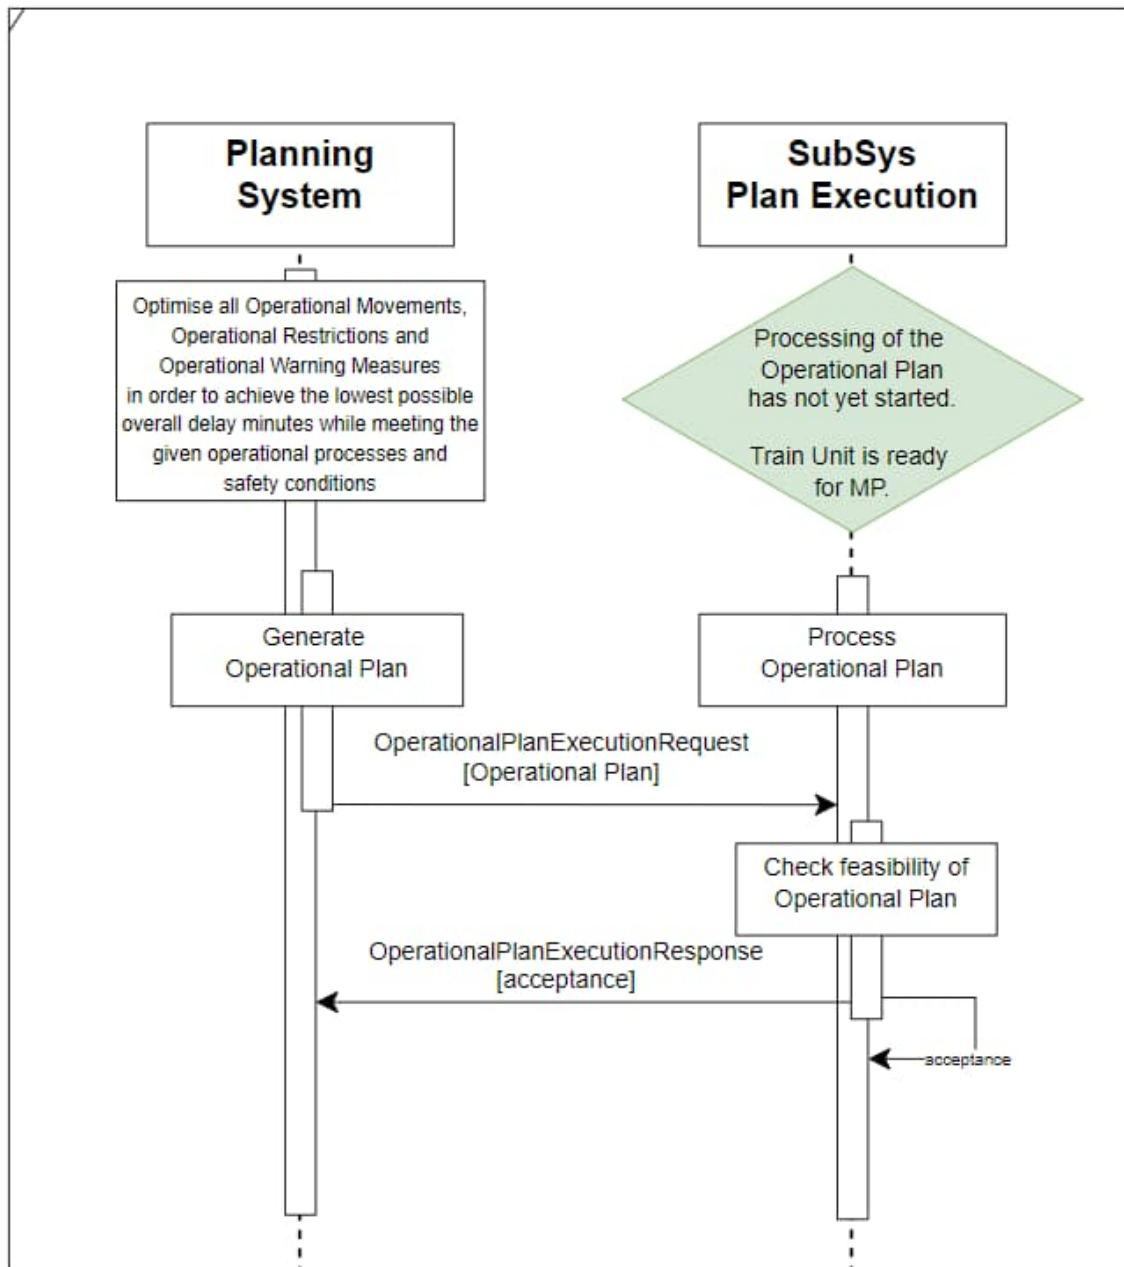 Planning
System
SubSys
Plan Execution
Optimise all Operational Movements,
Operational Restrictions and
Operational Warning Measures
in order to achieve the lowest possible
overall delay minutes while meeting the
given operational processes and
safety conditions
Processing of the
Operational Plan
has not yet started.
Train Unit is ready
for MP.
Generate
Operational Plan
Process
Operational Plan
OperationalPlanExecutionRequest
[Operational Plan]
Check feasibility of
Operational Plan
OperationalPlanExecutionResponse
[acceptance]
acceptance